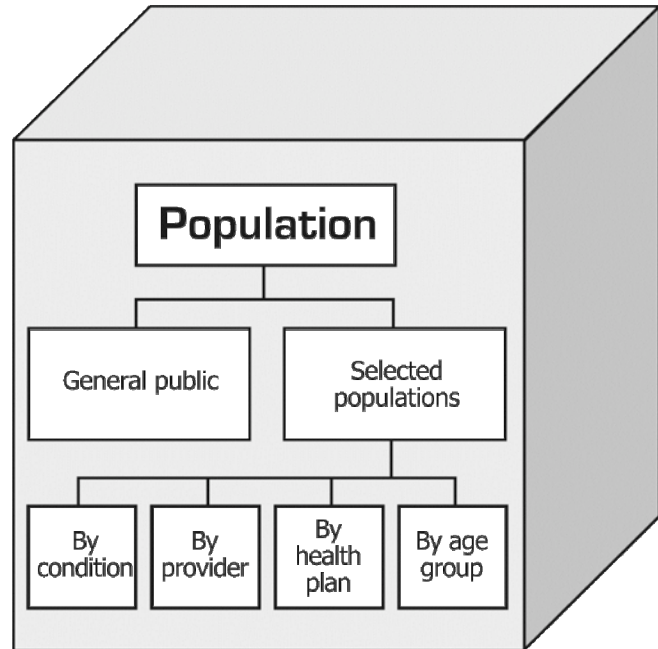 Population
General public
Selected
populations
By
condition
By
provider
By
health
plan
By age
group